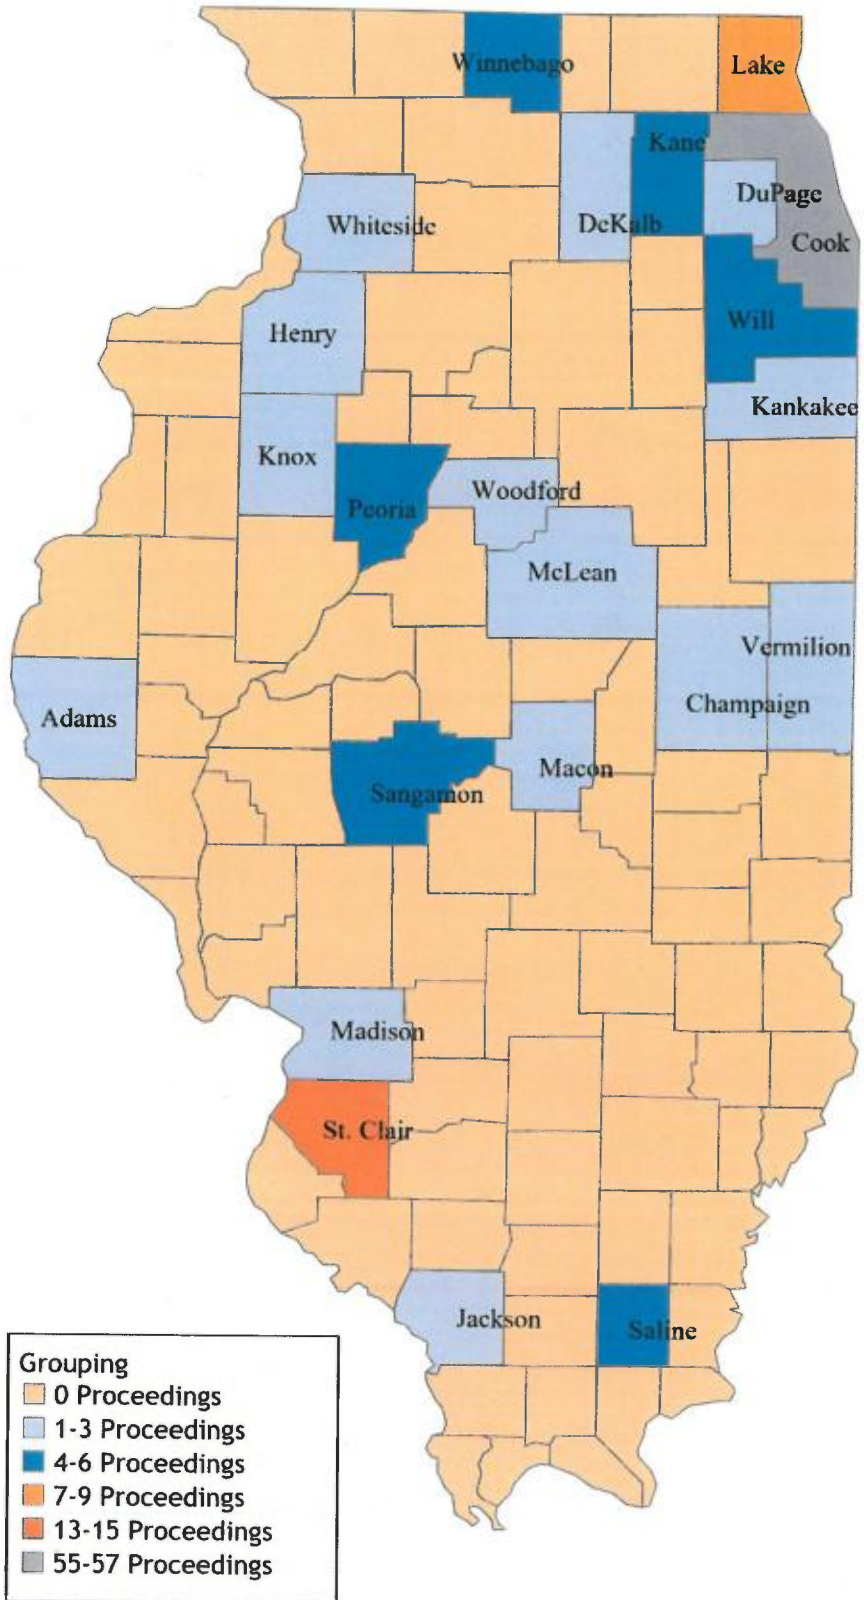 Winnebago
Lake
Kane
DuPage
Whiteside
DeKalb
Cook
Will
Henry
Kankakee
Knox
Woodford
Peoria
McLean
Vermilion
Champaign
Adams
Macon
Sangamon
Madison
St. Clair
Jackson
Saline
Grouping
0 Proceedings
1-3 Proceedings
4-6 Proceedings
7-9 Proceedings
13-15 Proceedings
55-57 Proceedings